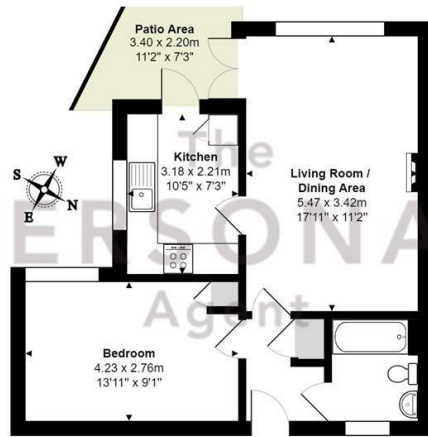 Patio Area
3.40 x 2.20m
11'2" x 7'3"
The
Kitchen
3.18 x 2.21m
10'5" x 7'3"
Living Room /
Dining Area
5.47 x 3.42m
17'11" x 11'2"
W
S
N
E
ERSONA
Agent
Bedroom
4.23 x 2.76m
13'11" x 9'1"